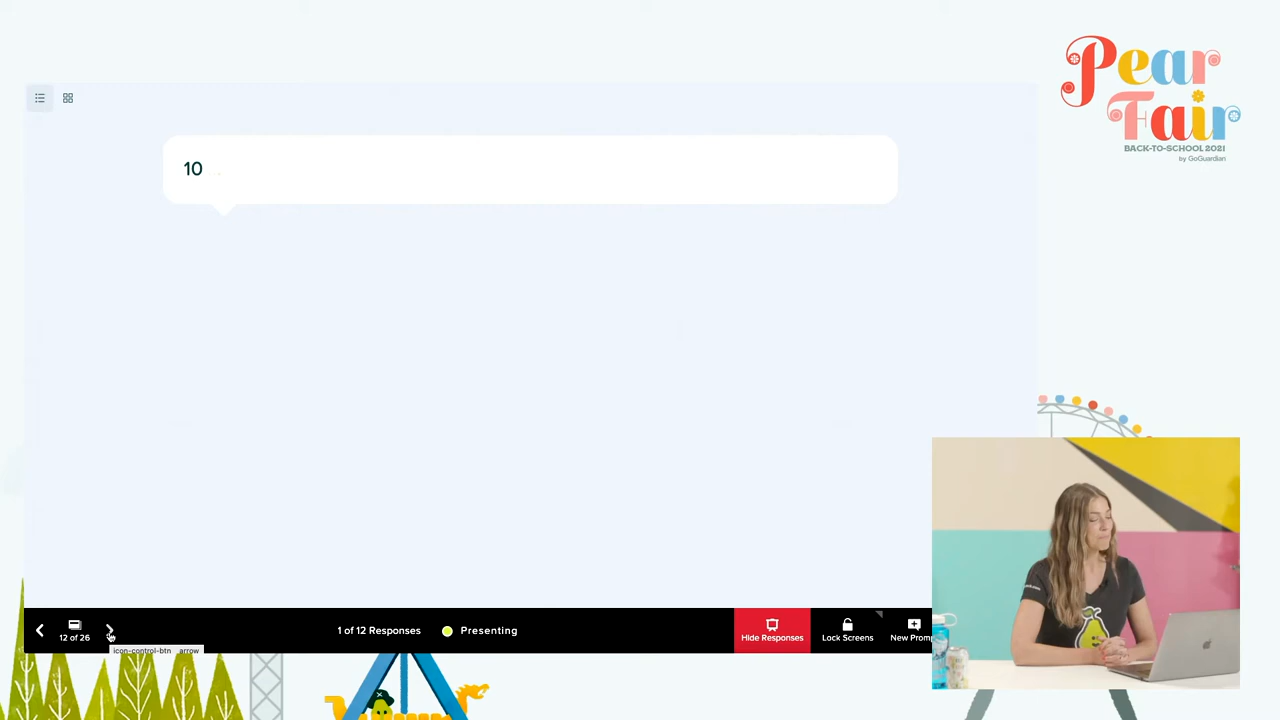 Pear
Fair
BACK-TO-SCHOOL 2021
by GoGuardian
10
12 of 26
1 of 12 Responses
Presenting
Hide Responses
Lock Screens
New Promp
icon-control-btn _arrow